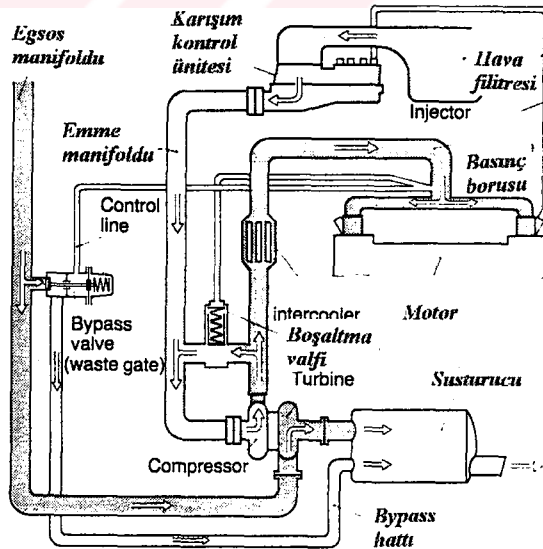 Egsos
manifoldu
Karışım
kontrol
ünitesi
Hava
filitresi
Injector
Emme
manifoldu
Basınç
borusu
Control
line
Bypass
valve
(waste gate)
intercooler
Motor
Boşaltma
valfi
Turbine
Susturucu
Compressor
Bypass
hattı